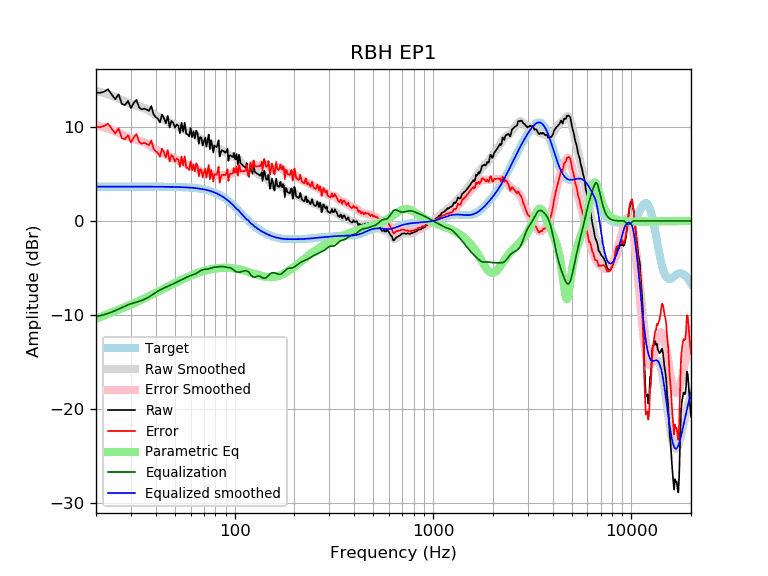 RBH EP1
Amplitude (dBr)
10
0
−10
−20
−30
Target
Raw Smoothed
Error Smoothed
Raw
Error
Parametric Eq
Equalization
Equalized smoothed
100 1000 10000
Frequency (Hz)